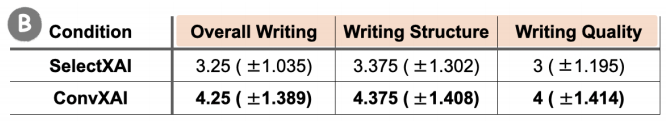 B Condition Overall Writing Writing Structure Writing Quality
SelectXAI 3.25 ( ±1.035) 3.375 ( ±1.302) 3 ( ±1.195)
ConvXAI 4.25 ( ±1.389) 4.375 ( ±1.408) 4 ( ±1.414)